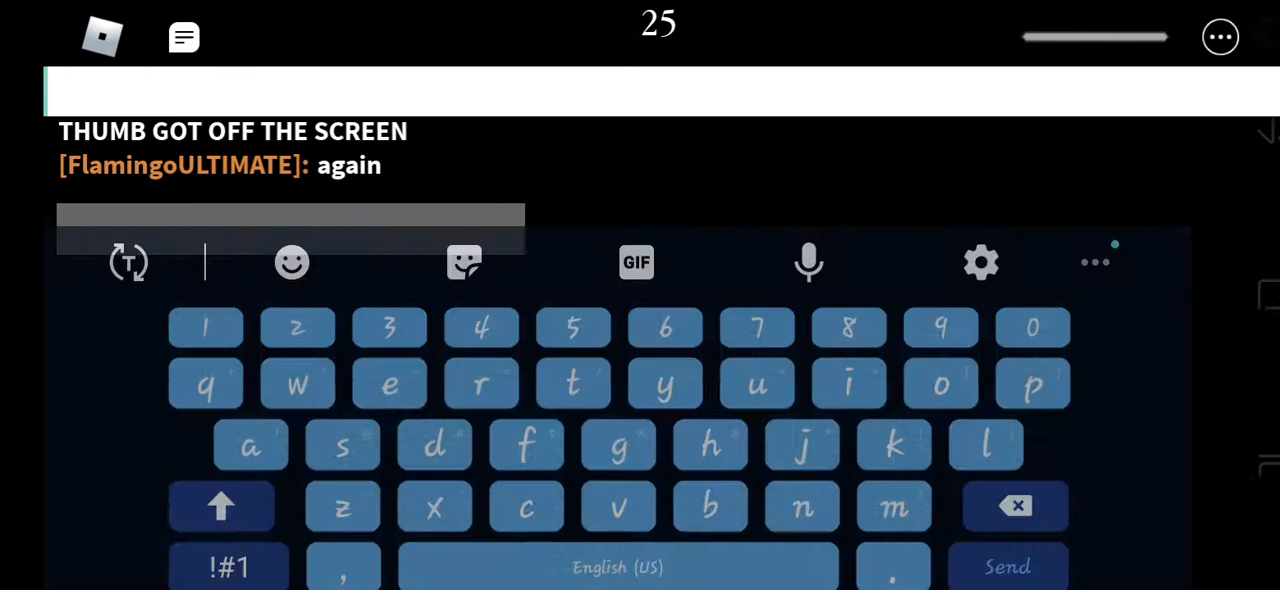 25
THUMB GOT OFF THE SCREEN
[FlamingoULTIMATE]: again
GIF
1 2 3 4 5 6 7 8 9 0
q w e r t y u i o p
a s d f g h j k l
z x c v b n m
!#1 , English (US) . Send